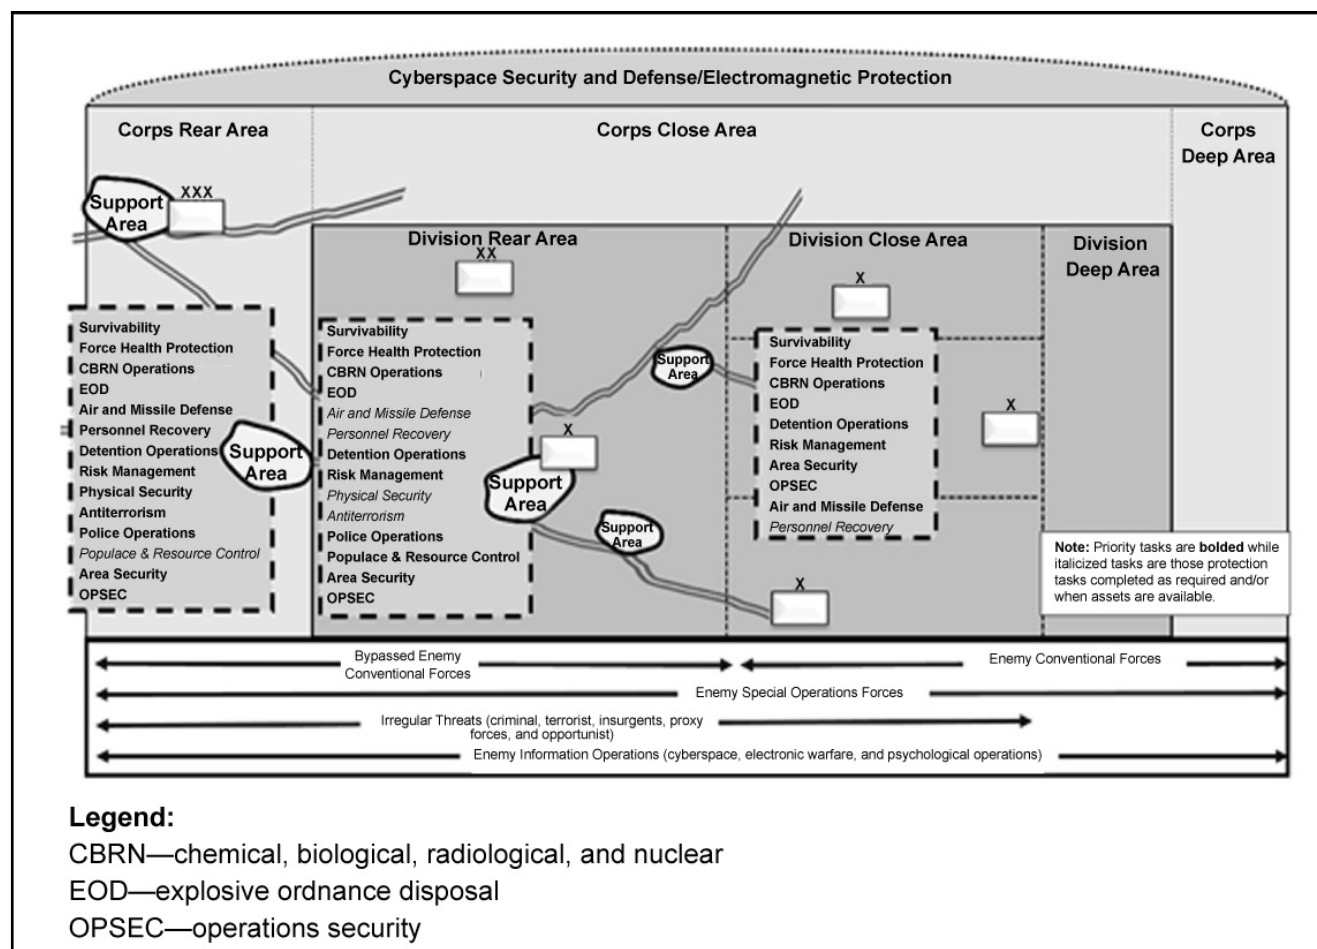 Cyberspace Security and Defense/Electromagnetic Protection
Corps Rear Area
Corps Close Area
Corps
Deep Area
XXX
Support
Area
Division Rear Area
XX
Division Close Area
X
Division
Deep Area
Survivability
Force Health Protection
CBRN Operations
EOD
Air and Missile Defense
Personnel Recovery
Detention Operations
Risk Management
Physical Security
Antiterrorism
Police Operations
Populace & Resource Control
Area Security
OPSEC
Support
Area
Survivability
Force Health Protection
CBRN Operations
EOD
Air and Missile Defense
Personnel Recovery
Detention Operations
Risk Management
Physical Security
Antiterrorism
Police Operations
Populace & Resource Control
Area Security
OPSEC
X
Support
Area
Support
Area
Support
Area
Survivability
Force Health Protection
CBRN Operations
EOD
Detention Operations
Risk Management
Area Security
OPSEC
Air and Missile Defense
Personnel Recovery
X
X
Note: Priority tasks are bolded while
italicized tasks are those protection
tasks completed as required and/or
when assets are available.
Bypassed Enemy
Conventional Forces
Enemy Conventional Forces
Enemy Special Operations Forces
Irregular Threats (criminal, terrorist, insurgents, proxy
forces, and opportunist)
Enemy Information Operations (cyberspace, electronic warfare, and psychological operations)
Legend:
CBRN—chemical, biological, radiological, and nuclear
EOD—explosive ordnance disposal
OPSEC—operations security